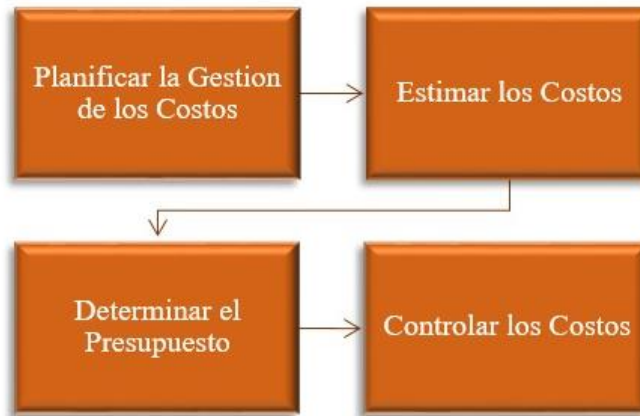 Planificar la Gestion
de los Costos
Estimar los Costos
Determinar el
Presupuesto
Controlar los Costos